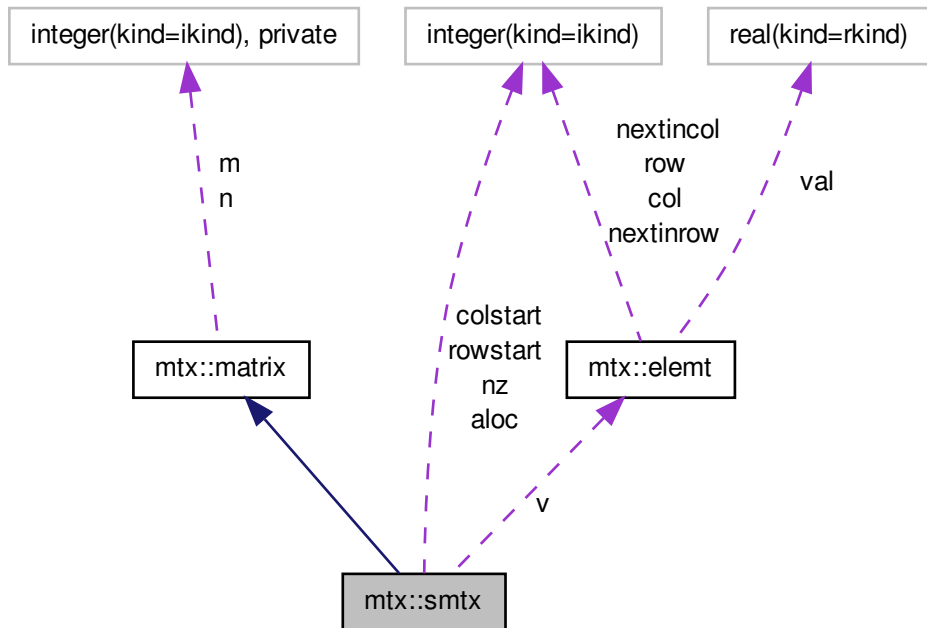 integer(kind=ikind), private
integer(kind=ikind)
real(kind=rkind)
m
n
nextincol
row
col
nextinrow
val
colstart
rowstart
nz
aloc
mtx::matrix
mtx::elemt
v
mtx::smtx